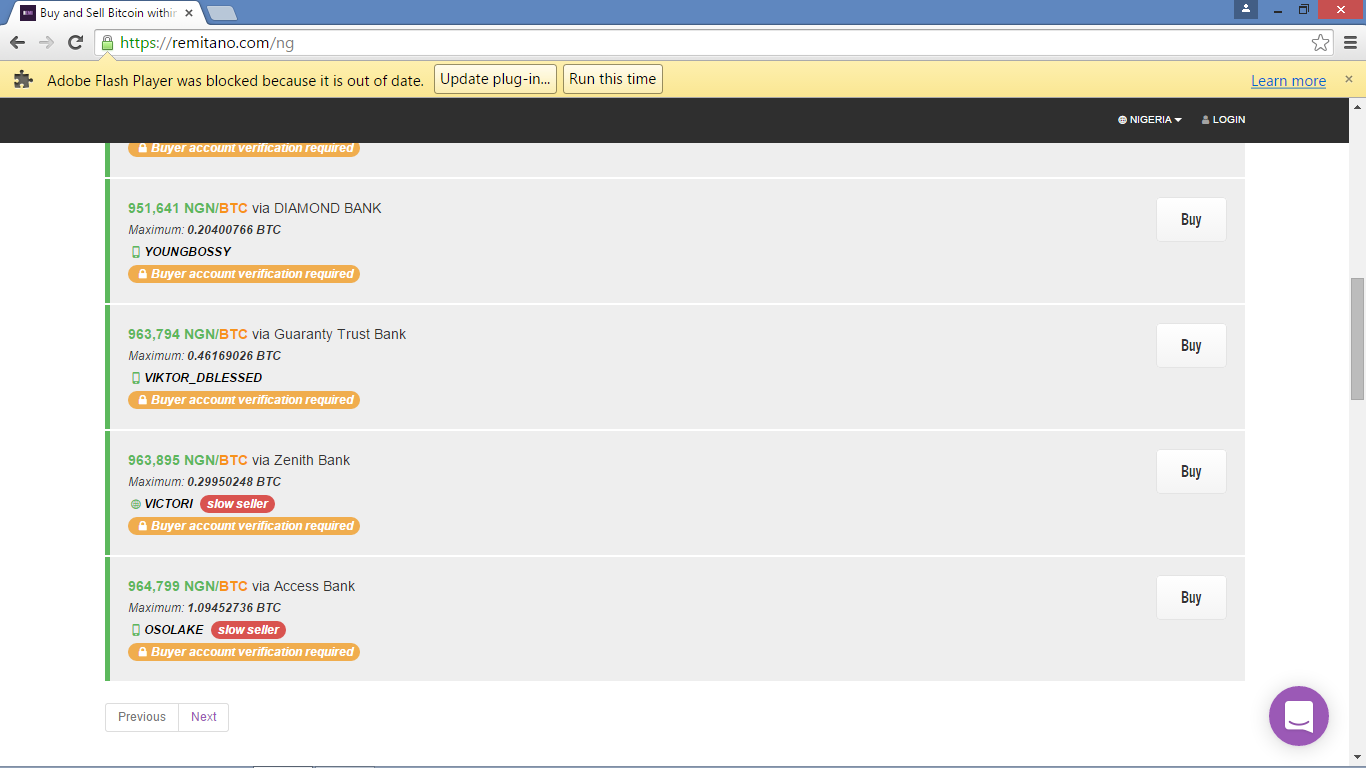 Buy and Sell Bitcoin within
https://remitano.com/ng
Adobe Flash Player was blocked because it is out of date. Update plug-in... Run this time Learn more
NIGERIA LOGIN
Buyer account verification required
951,641 NGN/BTC via DIAMOND BANK
Maximum: 0.20400766 BTC
YOUNGBOSSY
Buyer account verification required
Buy
963,794 NGN/BTC via Guaranty Trust Bank
Maximum: 0.46169026 BTC
VIKTOR_DBLESSED
Buyer account verification required
Buy
963,895 NGN/BTC via Zenith Bank
Maximum: 0.29950248 BTC
VICTORI slow seller
Buyer account verification required
Buy
964,799 NGN/BTC via Access Bank
Maximum: 1.09452736 BTC
OSOLAKE slow seller
Buyer account verification required
Buy
Previous Next